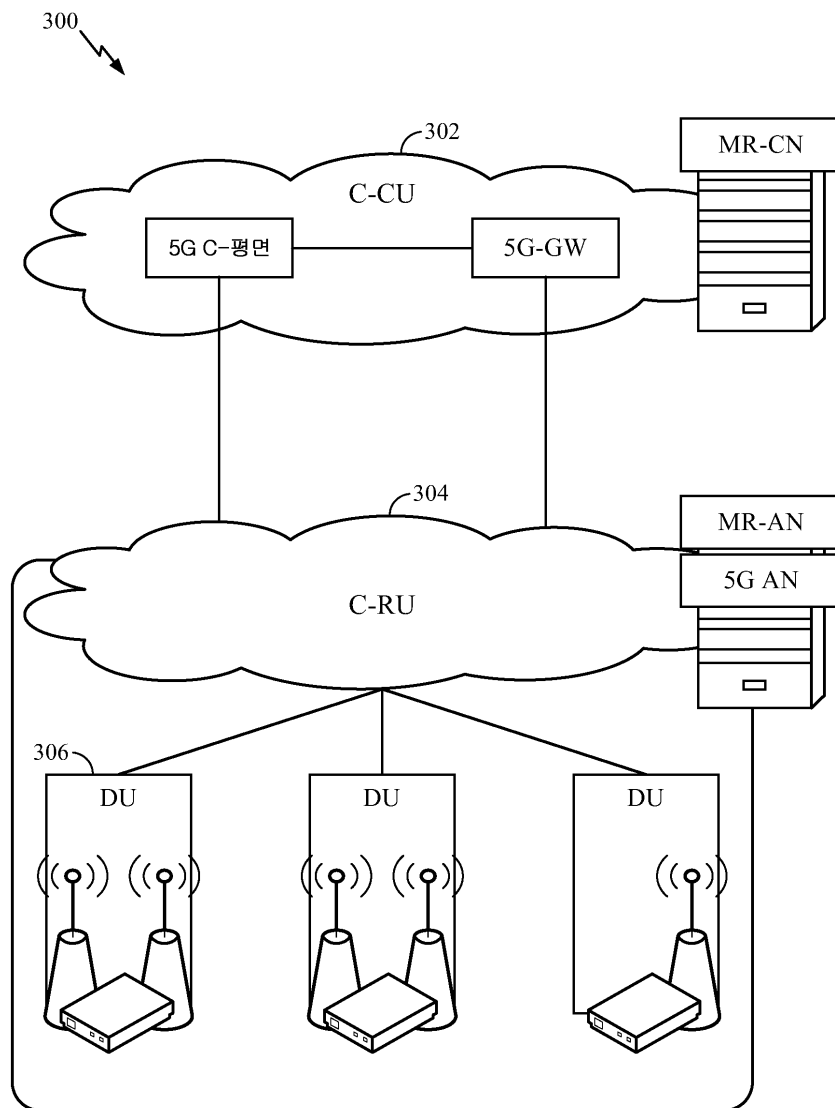 300
302
MR-CN
C-CU
5G C-평면
5G-GW
304
MR-AN
5G AN
C-RU
306
DU
DU
DU